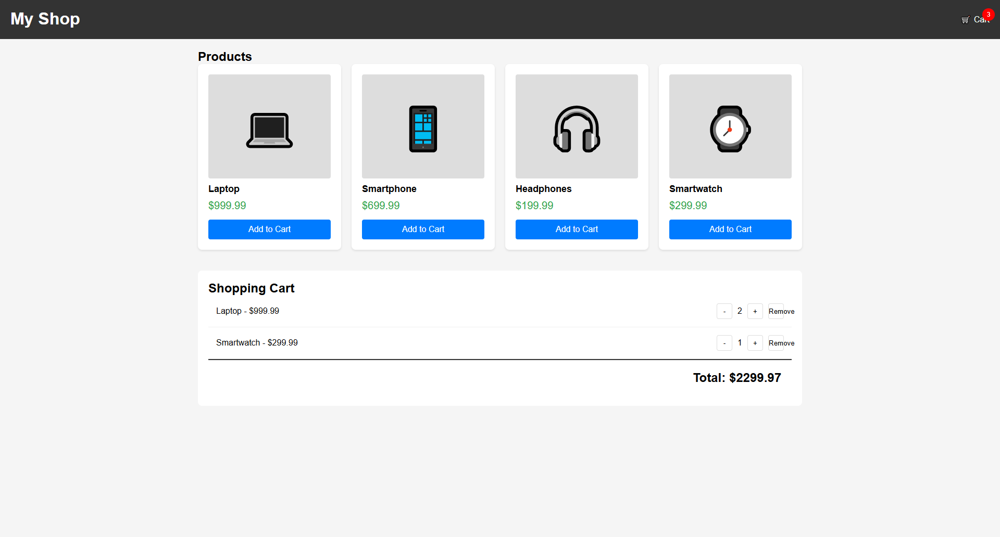 My Shop
🛒 Cart 3
Products
Laptop
$999.99
Add to Cart
Smartphone
$699.99
Add to Cart
Headphones
$199.99
Add to Cart
Smartwatch
$299.99
Add to Cart
Shopping Cart
Laptop - $999.99 - 2 + Remove
Smartwatch - $299.99 - 1 + Remove
Total: $2299.97